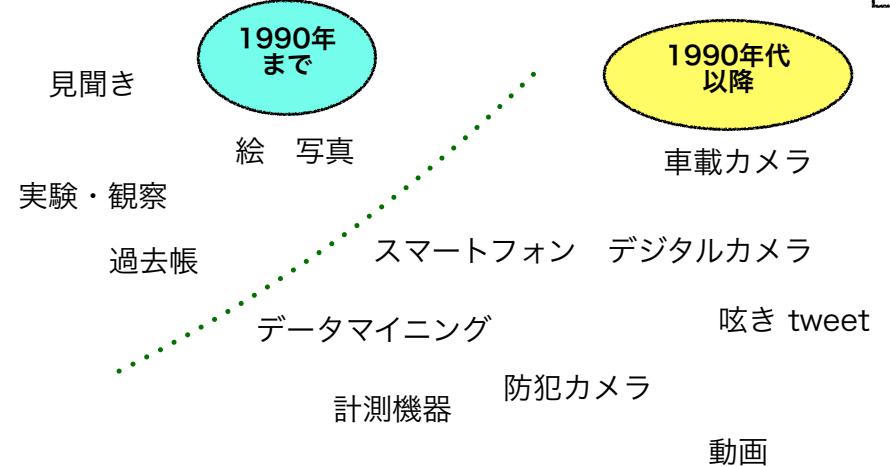 1990年
まで
1990年代
以降
見聞き
絵　写真
車載カメラ
実験・観察
過去帳
スマートフォン　デジタルカメラ
データマイニング
呟き tweet
防犯カメラ
計測機器
動画